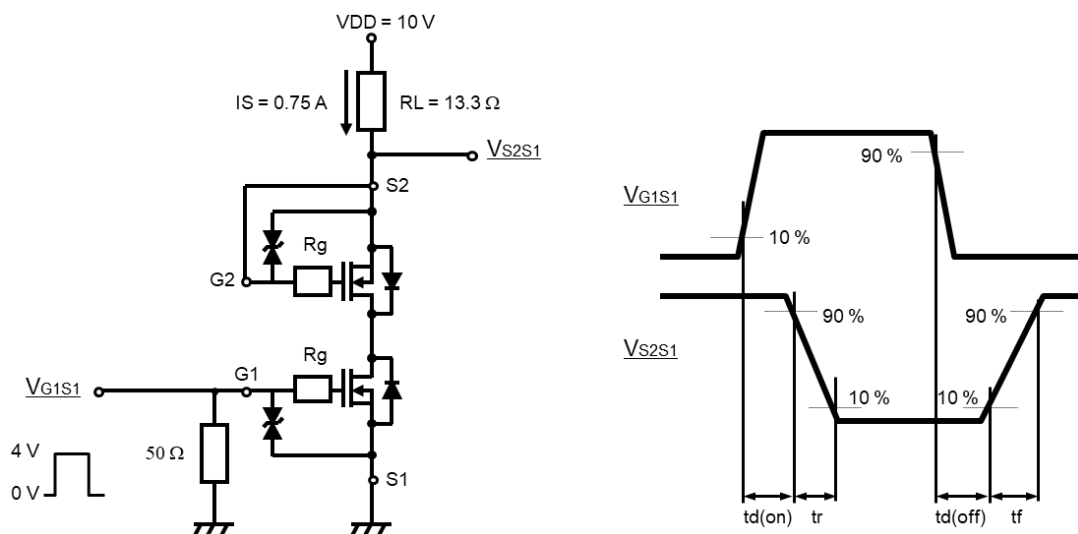 VDD = 10 V
IS = 0.75 A
RL = 13.3 Ω
VS2S1
S2
Rg
G2
Rg
VG1S1
G1
4 V
0 V
50 Ω
S1
VG1S1
90 %
10 %
VS2S1
90 %
90 %
10 %
10 %
td(on)
tr
td(off)
tf